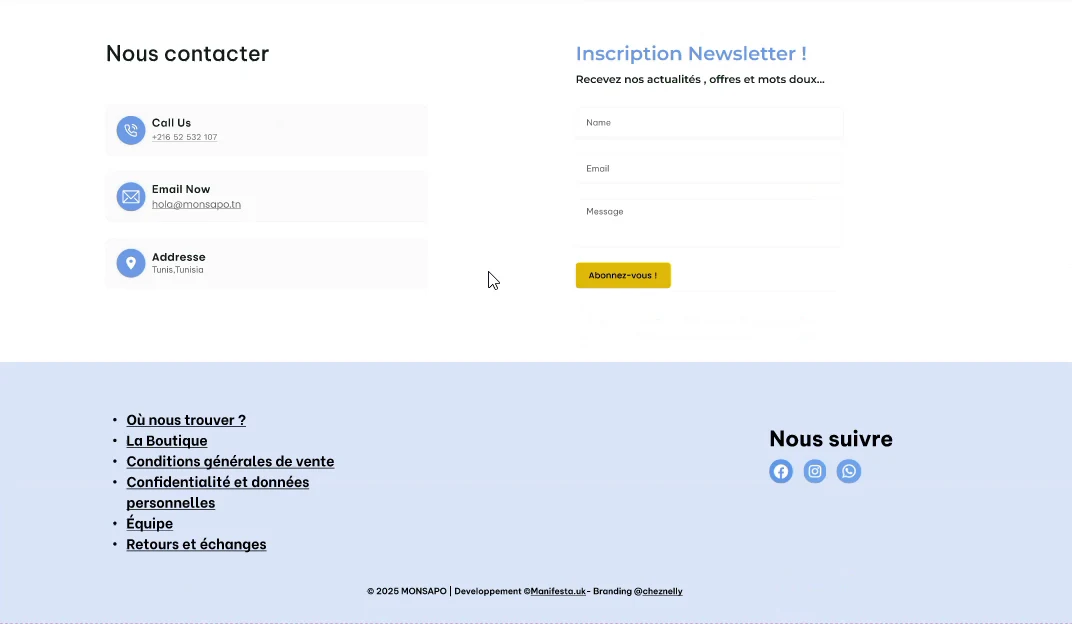 Nous contacter
Call Us
+216 52 532 107
Email Now
hola@monsapo.tn
Addresse
Tunis,Tunisia
Inscription Newsletter !
Recevez nos actualités , offres et mots doux...
Name
Email
Message
Abonnez-vous !
• Où nous trouver ?
• La Boutique
• Conditions générales de vente
• Confidentialité et données
personnelles
• Équipe
• Retours et échanges
Nous suivre
© 2025 MONSAPO | Developpement ©Manifesta.uk- Branding @cheznelly